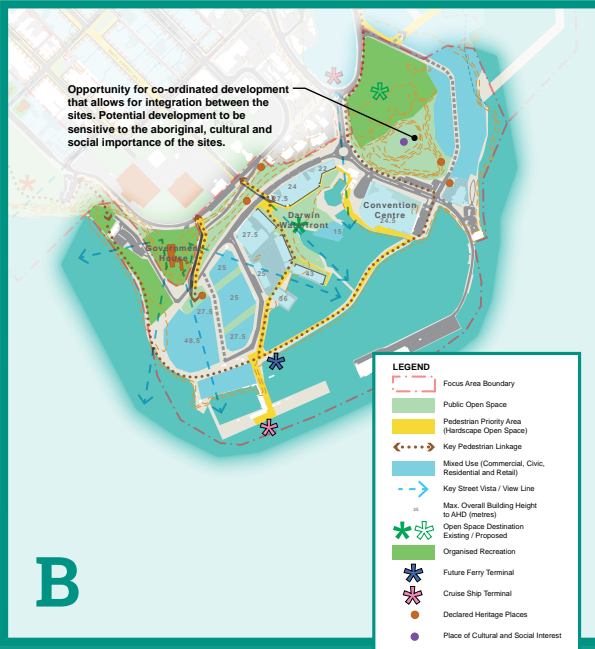 Opportunity for co-ordinated development
that allows for integration between the
sites. Potential development to be
sensitive to the aboriginal, cultural and
social importance of the sites.
22
24
27.5
Convention
Centre
24.5
Darwin
Waterfront
15
27.5
Government
House
25
25
33
36
25
27.5
27.5
48.5
B
LEGEND
Focus Area Boundary
Public Open Space
Pedestrian Priority Area
(Hardscape Open Space)
Key Pedestrian Linkage
Mixed Use (Commercial, Civic,
Residential and Retail)
Key Street Vista / View Line
Max. Overall Building Height
to AHD (metres)
Open Space Destination
Existing / Proposed
Organised Recreation
Future Ferry Terminal
Cruise Ship Terminal
Declared Heritage Places
Place of Cultural and Social Interest